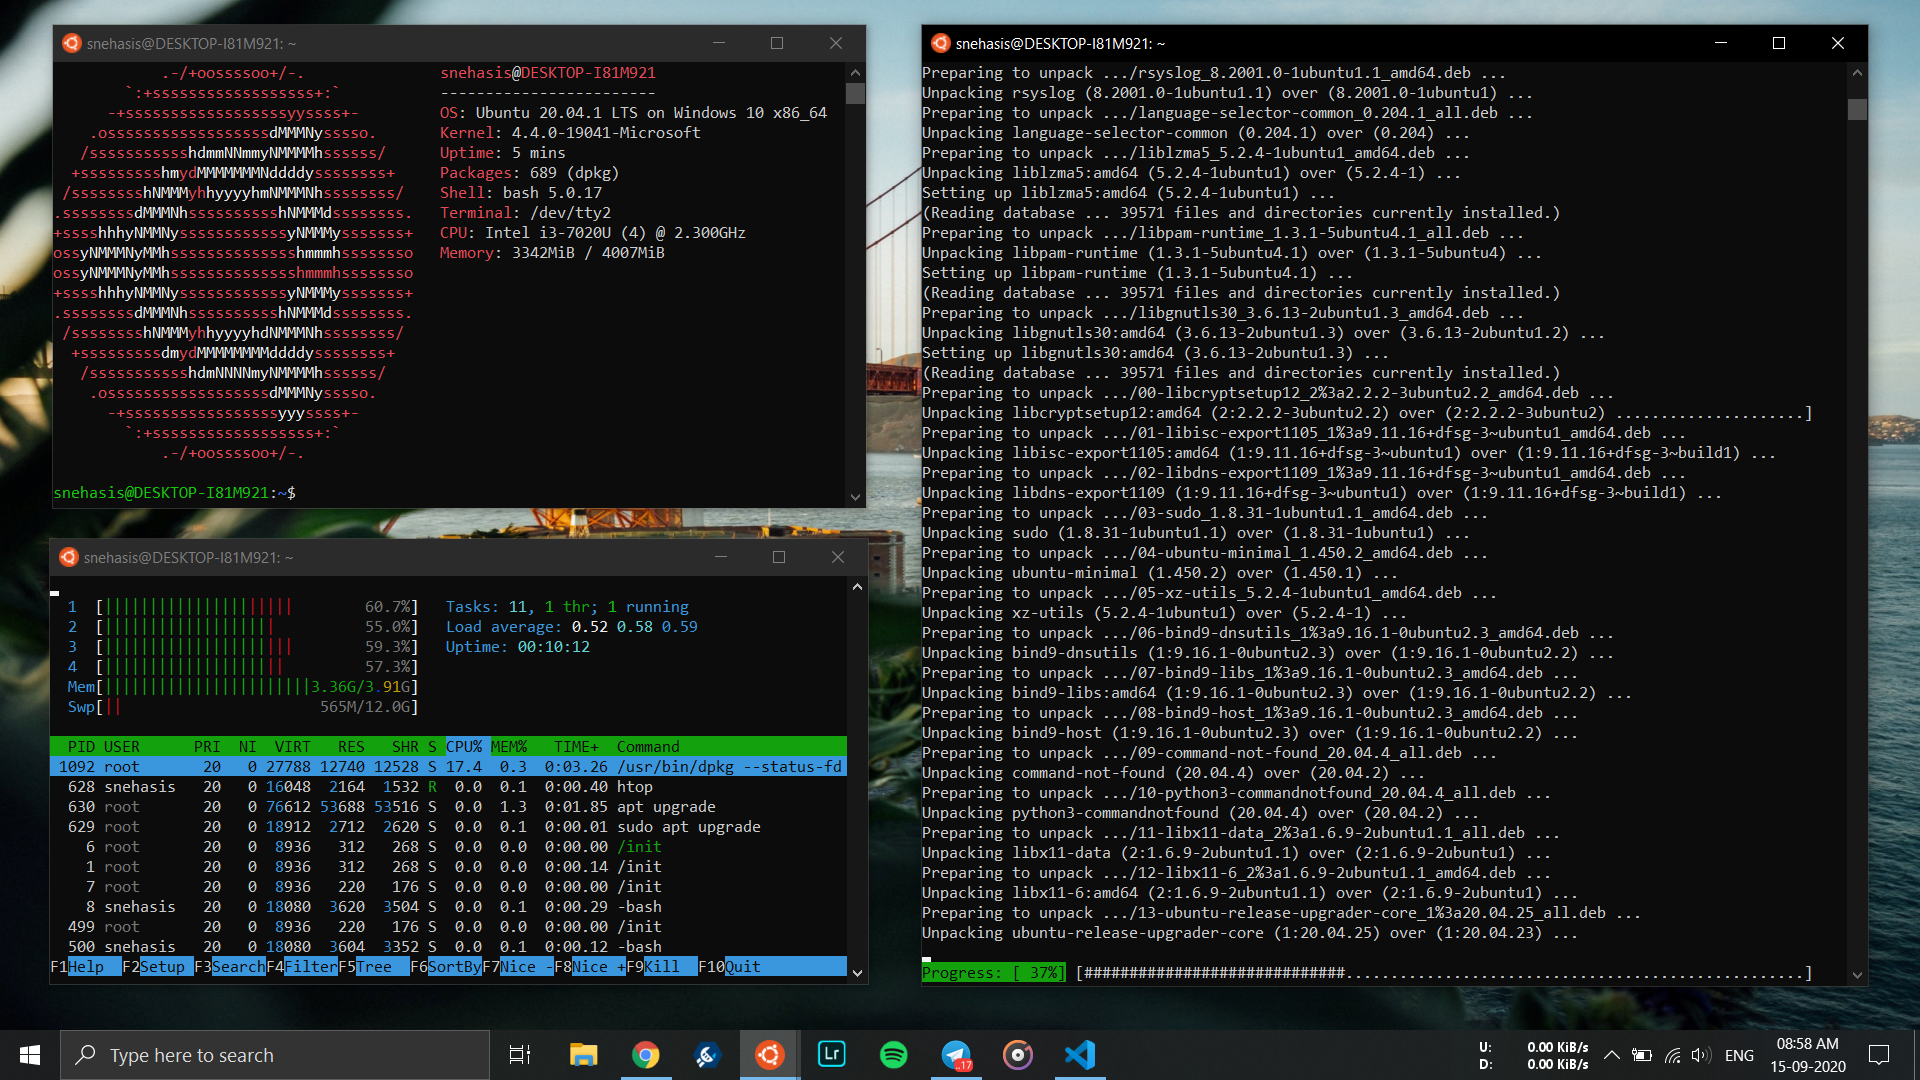 snehasis@DESKTOP-I81M921: ~
.-/+oossssoo+/-.
`:+ssssssssssssssssss+:`
-+ssssssssssssssssssyyssss+-
.ossssssssssssssssssdMMMNysssso.
/ssssssssssshdmmNNmmyNMMMMhssssss/
+ssssssssshmydMMMMMMMNddddyssssssss+
/sssssssshNMMMyhhyyyyhmNMMMNhssssssss/
.ssssssssdMMMNhsssssssssshNMMMdssssssss.
+sssshhhyNMMNyssssssssssssyNMMMysssssss+
ossyNMMMNyMMhsssssssssssssshmmmhssssssso
ossyNMMMNyMMhsssssssssssssshmmmhssssssso
+sssshhhyNMMNyssssssssssssyNMMMysssssss+
.ssssssssdMMMNhsssssssssshNMMMdssssssss.
/sssssssshNMMMyhhyyyyhdNMMMNhssssssss/
+sssssssssdmydMMMMMMMMddddyssssssss+
/ssssssssssshdmNNNNmyNMMMMhssssss/
.ossssssssssssssssssdMMMNysssso.
-+sssssssssssssssssyyyssss+-
`:+ssssssssssssssssss+:`
.-/+oossssoo+/-.
snehasis@DESKTOP-I81M921
------------------------
OS: Ubuntu 20.04.1 LTS on Windows 10 x86_64
Kernel: 4.4.0-19041-Microsoft
Uptime: 5 mins
Packages: 689 (dpkg)
Shell: bash 5.0.17
Terminal: /dev/tty2
CPU: Intel i3-7020U (4) @ 2.300GHz
Memory: 3342MiB / 4007MiB
snehasis@DESKTOP-I81M921:~$
snehasis@DESKTOP-I81M921: ~
1 [||||||||||||||||||||| 60.7%] Tasks: 11, 1 thr; 1 running
2 [||||||||||||||||||| 55.0%] Load average: 0.52 0.58 0.59
3 [||||||||||||||||||||| 59.3%] Uptime: 00:10:12
4 [|||||||||||||||||||| 57.3%]
Mem[|||||||||||||||||||||||3.36G/3.91G]
Swp[|| 565M/12.0G]
PID USER PRI NI VIRT RES SHR S CPU% MEM% TIME+ Command
1092 root 20 0 27788 12740 12528 S 17.4 0.3 0:03.26 /usr/bin/dpkg --status-fd
628 snehasis 20 0 16048 2164 1532 R 0.0 0.1 0:00.40 htop
630 root 20 0 76612 53688 53516 S 0.0 1.3 0:01.85 apt upgrade
629 root 20 0 18912 2712 2620 S 0.0 0.1 0:00.01 sudo apt upgrade
6 root 20 0 8936 312 268 S 0.0 0.0 0:00.00 /init
1 root 20 0 8936 312 268 S 0.0 0.0 0:00.14 /init
7 root 20 0 8936 220 176 S 0.0 0.0 0:00.00 /init
8 snehasis 20 0 18080 3620 3504 S 0.0 0.1 0:00.29 -bash
499 root 20 0 8936 220 176 S 0.0 0.0 0:00.00 /init
500 snehasis 20 0 18080 3604 3352 S 0.0 0.1 0:00.12 -bash
F1Help F2Setup F3SearchF4FilterF5Tree F6SortByF7Nice -F8Nice +F9Kill F10Quit
snehasis@DESKTOP-I81M921: ~
Preparing to unpack .../rsyslog_8.2001.0-1ubuntu1.1_amd64.deb ...
Unpacking rsyslog (8.2001.0-1ubuntu1.1) over (8.2001.0-1ubuntu1) ...
Preparing to unpack .../language-selector-common_0.204.1_all.deb ...
Unpacking language-selector-common (0.204.1) over (0.204) ...
Preparing to unpack .../liblzma5_5.2.4-1ubuntu1_amd64.deb ...
Unpacking liblzma5:amd64 (5.2.4-1ubuntu1) over (5.2.4-1) ...
Setting up liblzma5:amd64 (5.2.4-1ubuntu1) ...
(Reading database ... 39571 files and directories currently installed.)
Preparing to unpack .../libpam-runtime_1.3.1-5ubuntu4.1_all.deb ...
Unpacking libpam-runtime (1.3.1-5ubuntu4.1) over (1.3.1-5ubuntu4) ...
Setting up libpam-runtime (1.3.1-5ubuntu4.1) ...
(Reading database ... 39571 files and directories currently installed.)
Preparing to unpack .../libgnutls30_3.6.13-2ubuntu1.3_amd64.deb ...
Unpacking libgnutls30:amd64 (3.6.13-2ubuntu1.3) over (3.6.13-2ubuntu1.2) ...
Setting up libgnutls30:amd64 (3.6.13-2ubuntu1.3) ...
(Reading database ... 39571 files and directories currently installed.)
Preparing to unpack .../00-libcryptsetup12_2%3a2.2.2-3ubuntu2.2_amd64.deb ...
Unpacking libcryptsetup12:amd64 (2:2.2.2-3ubuntu2.2) over (2:2.2.2-3ubuntu2) .....................]
Preparing to unpack .../01-libisc-export1105_1%3a9.11.16+dfsg-3~ubuntu1_amd64.deb ...
Unpacking libisc-export1105:amd64 (1:9.11.16+dfsg-3~ubuntu1) over (1:9.11.16+dfsg-3~build1) ...
Preparing to unpack .../02-libdns-export1109_1%3a9.11.16+dfsg-3~ubuntu1_amd64.deb ...
Unpacking libdns-export1109 (1:9.11.16+dfsg-3~ubuntu1) over (1:9.11.16+dfsg-3~build1) ...
Preparing to unpack .../03-sudo_1.8.31-1ubuntu1.1_amd64.deb ...
Unpacking sudo (1.8.31-1ubuntu1.1) over (1.8.31-1ubuntu1) ...
Preparing to unpack .../04-ubuntu-minimal_1.450.2_amd64.deb ...
Unpacking ubuntu-minimal (1.450.2) over (1.450.1) ...
Preparing to unpack .../05-xz-utils_5.2.4-1ubuntu1_amd64.deb ...
Unpacking xz-utils (5.2.4-1ubuntu1) over (5.2.4-1) ...
Preparing to unpack .../06-bind9-dnsutils_1%3a9.16.1-0ubuntu2.3_amd64.deb ...
Unpacking bind9-dnsutils (1:9.16.1-0ubuntu2.3) over (1:9.16.1-0ubuntu2.2) ...
Preparing to unpack .../07-bind9-libs_1%3a9.16.1-0ubuntu2.3_amd64.deb ...
Unpacking bind9-libs:amd64 (1:9.16.1-0ubuntu2.3) over (1:9.16.1-0ubuntu2.2) ...
Preparing to unpack .../08-bind9-host_1%3a9.16.1-0ubuntu2.3_amd64.deb ...
Unpacking bind9-host (1:9.16.1-0ubuntu2.3) over (1:9.16.1-0ubuntu2.2) ...
Preparing to unpack .../09-command-not-found_20.04.4_all.deb ...
Unpacking command-not-found (20.04.4) over (20.04.2) ...
Preparing to unpack .../10-python3-commandnotfound_20.04.4_all.deb ...
Unpacking python3-commandnotfound (20.04.4) over (20.04.2) ...
Preparing to unpack .../11-libx11-data_2%3a1.6.9-2ubuntu1.1_all.deb ...
Unpacking libx11-data (2:1.6.9-2ubuntu1.1) over (2:1.6.9-2ubuntu1) ...
Preparing to unpack .../12-libx11-6_2%3a1.6.9-2ubuntu1.1_amd64.deb ...
Unpacking libx11-6:amd64 (2:1.6.9-2ubuntu1.1) over (2:1.6.9-2ubuntu1) ...
Preparing to unpack .../13-ubuntu-release-upgrader-core_1%3a20.04.25_all.deb ...
Unpacking ubuntu-release-upgrader-core (1:20.04.25) over (1:20.04.23) ...
Progress: [ 37%] [#############################...................................................]
Type here to search
Lr
..17
U: 0.00 KiB/s
D: 0.00 KiB/s
ENG
08:58 AM
15-09-2020